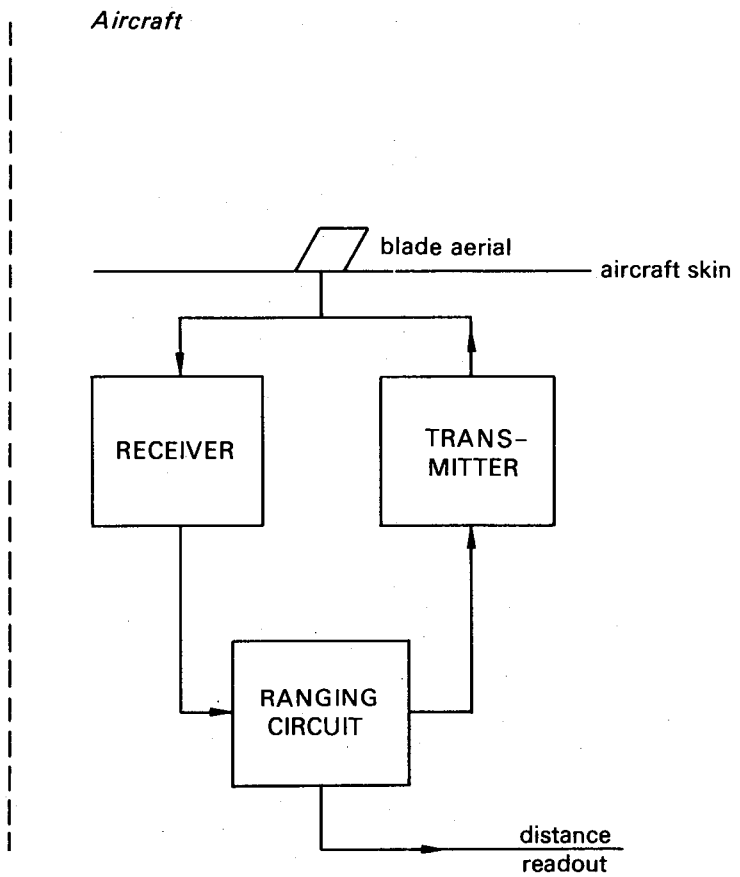 Aircraft
blade aerial
aircraft skin
RECEIVER
TRANS-
MITTER
RANGING
CIRCUIT
distance
readout